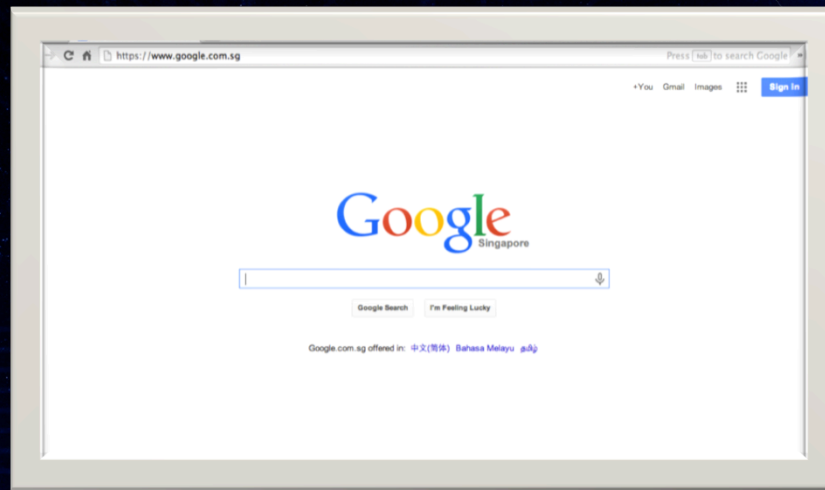 https://www.google.com.sg Press tab to search Google
+You Gmail Images Sign In
Google
Singapore
Google Search I'm Feeling Lucky
Google.com.sg offered in: 中文(简体) Bahasa Melayu தமிழ்